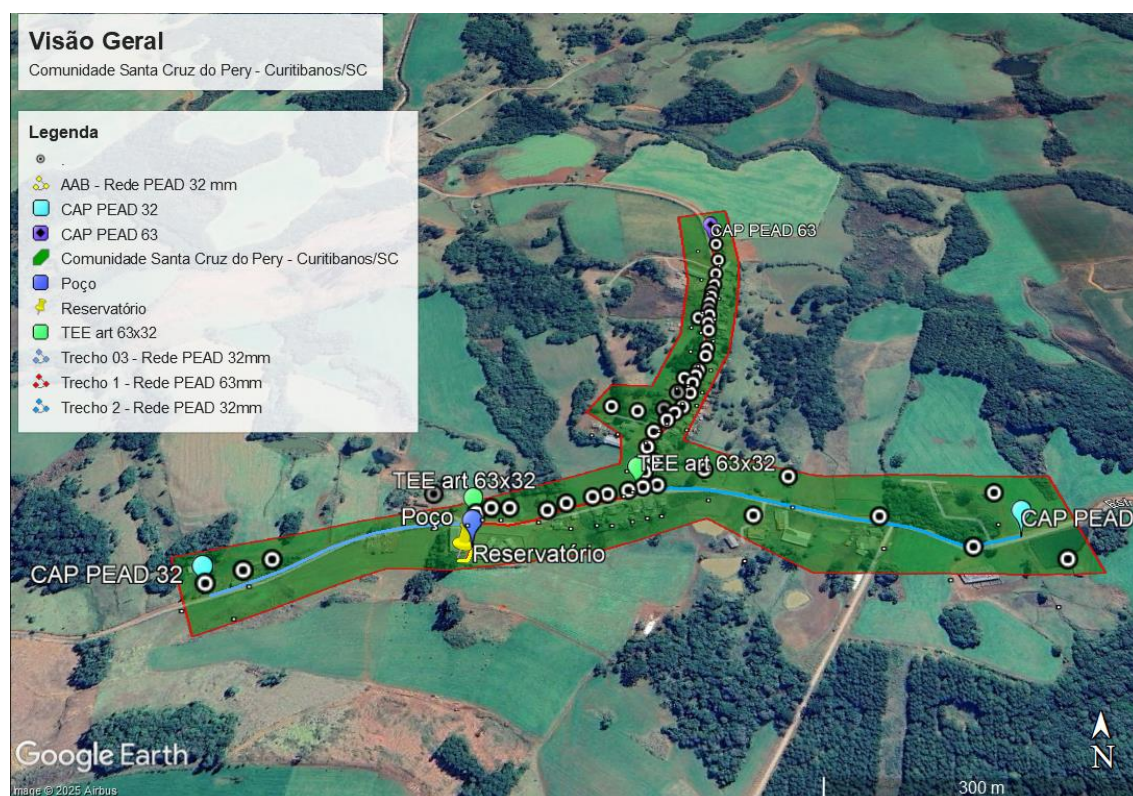 Visão Geral
Comunidade Santa Cruz do Pery - Curitibanos/SC
Legenda
.
AAB - Rede PEAD 32 mm
CAP PEAD 32
CAP PEAD 63
Comunidade Santa Cruz do Pery - Curitibanos/SC
Poço
Reservatório
TEE art 63x32
Trecho 03 - Rede PEAD 32mm
Trecho 1 - Rede PEAD 63mm
Trecho 2 - Rede PEAD 32mm
CAP PEAD 63
TEE art 63x32
TEE art 63x32
Poço
Reservatório
CAP PEAD
CAP PEAD 32
Google Earth
Image © 2025 Airbus
N
300 m